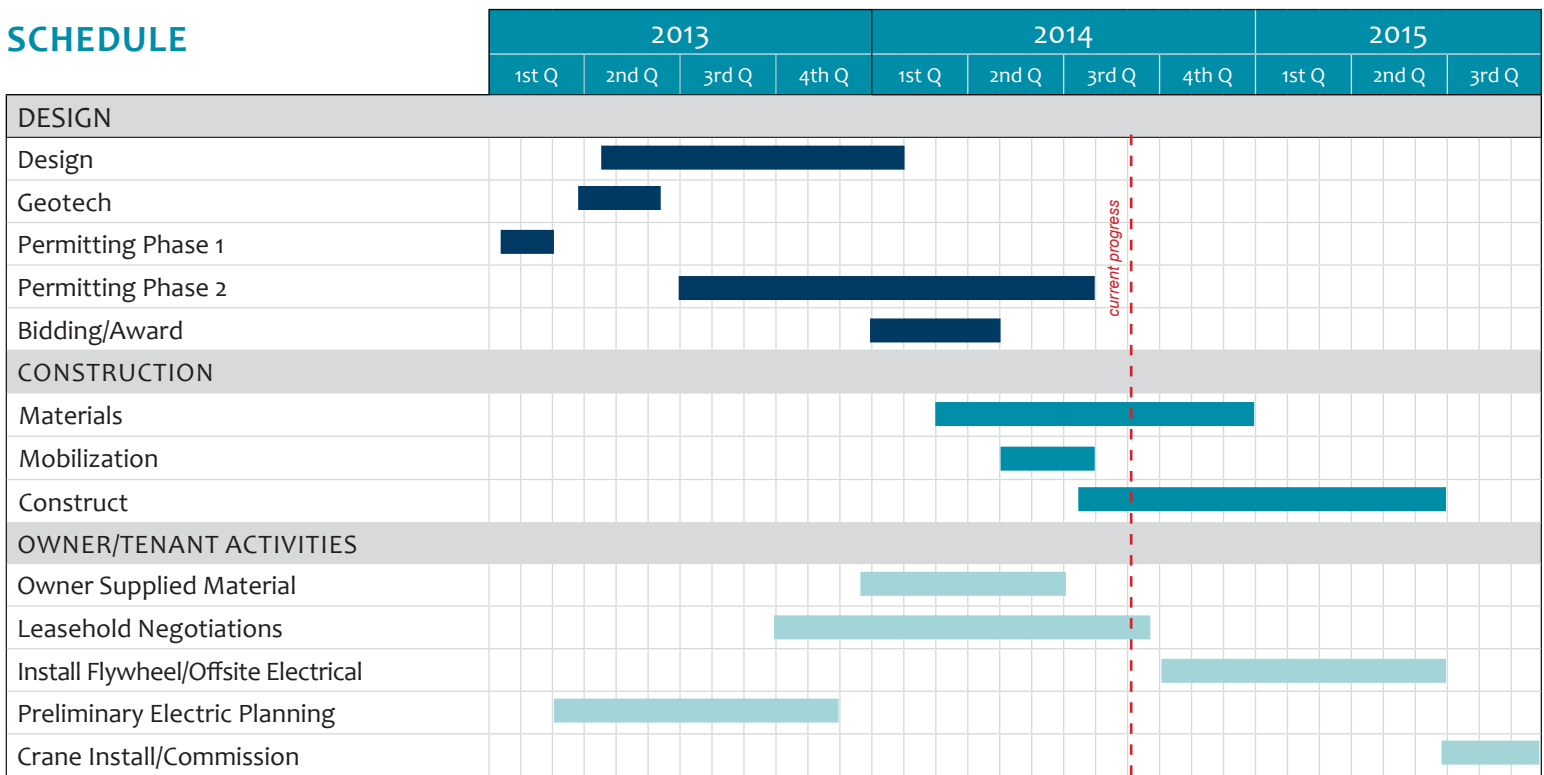 SCHEDULE
2013 2014 2015
1st Q 2nd Q 3rd Q 4th Q 1st Q 2nd Q 3rd Q 4th Q 1st Q 2nd Q 3rd Q
DESIGN
Design
Geotech
Permitting Phase 1
Permitting Phase 2
Bidding/Award
current progress
CONSTRUCTION
Materials
Mobilization
Construct
OWNER/TENANT ACTIVITIES
Owner Supplied Material
Leasehold Negotiations
Install Flywheel/Offsite Electrical
Preliminary Electric Planning
Crane Install/Commission